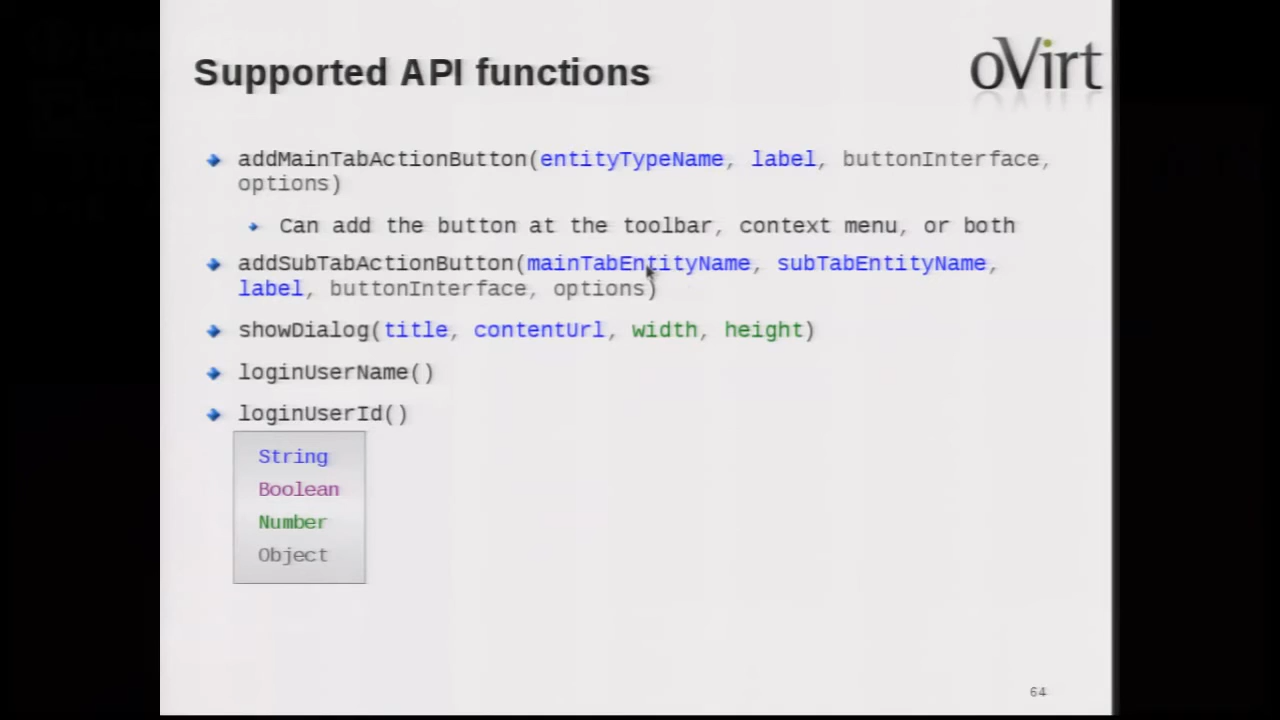 Supported API functions
oVirt
addMainTabActionButton(entityTypeName, label, buttonInterface,
options)
Can add the button at the toolbar, context menu, or both
addSubTabActionButton(mainTabEntityName, subTabEntityName,
label, buttonInterface, options)
showDialog(title, contentUrl, width, height)
loginUserName()
loginUserId()
String
Boolean
Number
Object
64